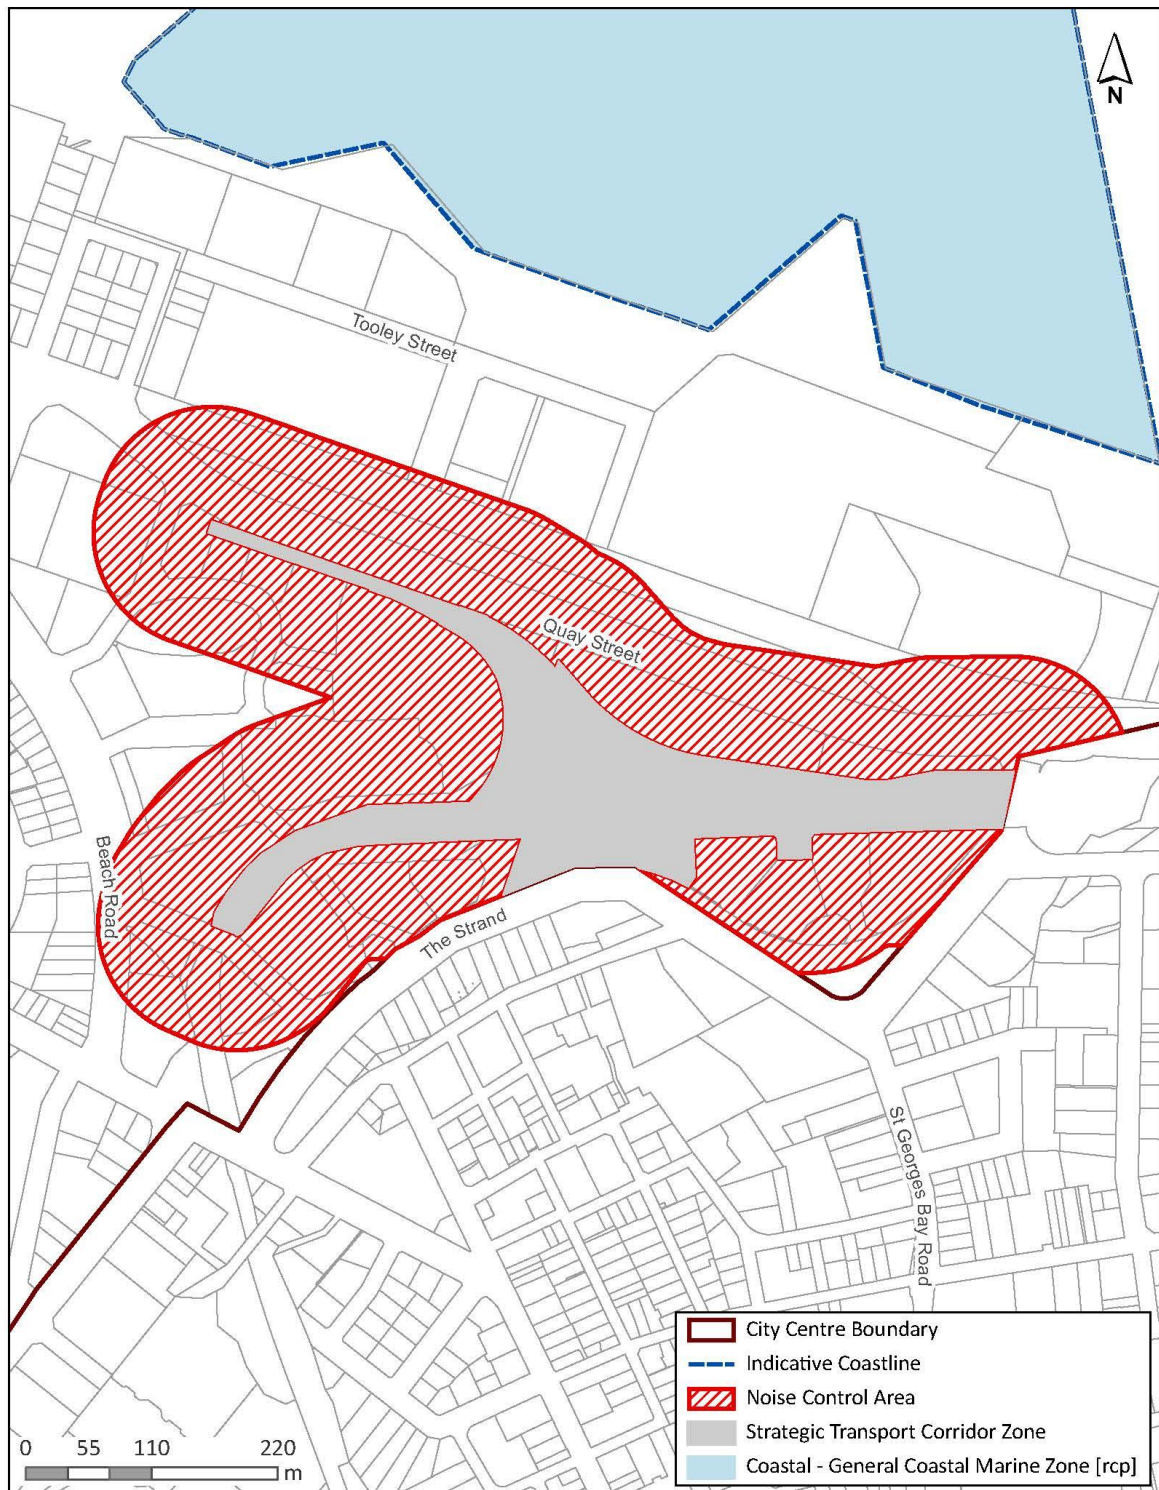 N
Tooley Street
Quay Street
Beach Road
The Strand
St Georges Bay Road
City Centre Boundary
Indicative Coastline
Noise Control Area
Strategic Transport Corridor Zone
Coastal - General Coastal Marine Zone [rcp]
0 55 110 220
m